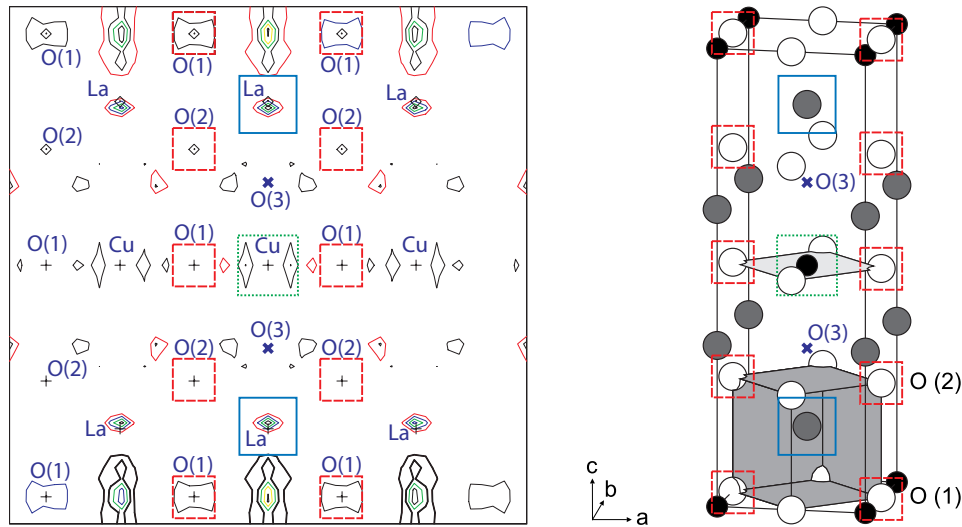 O(1) O(1) O(1)
La La La
O(2) O(2) O(2)
O(3)
O(1) Cu O(1) Cu O(1) Cu
O(3)
O(2) O(2) O(2)
La La La
O(1) O(1) O(1)
O(3)
O(3)
O (2)
O (1)
c
b
a